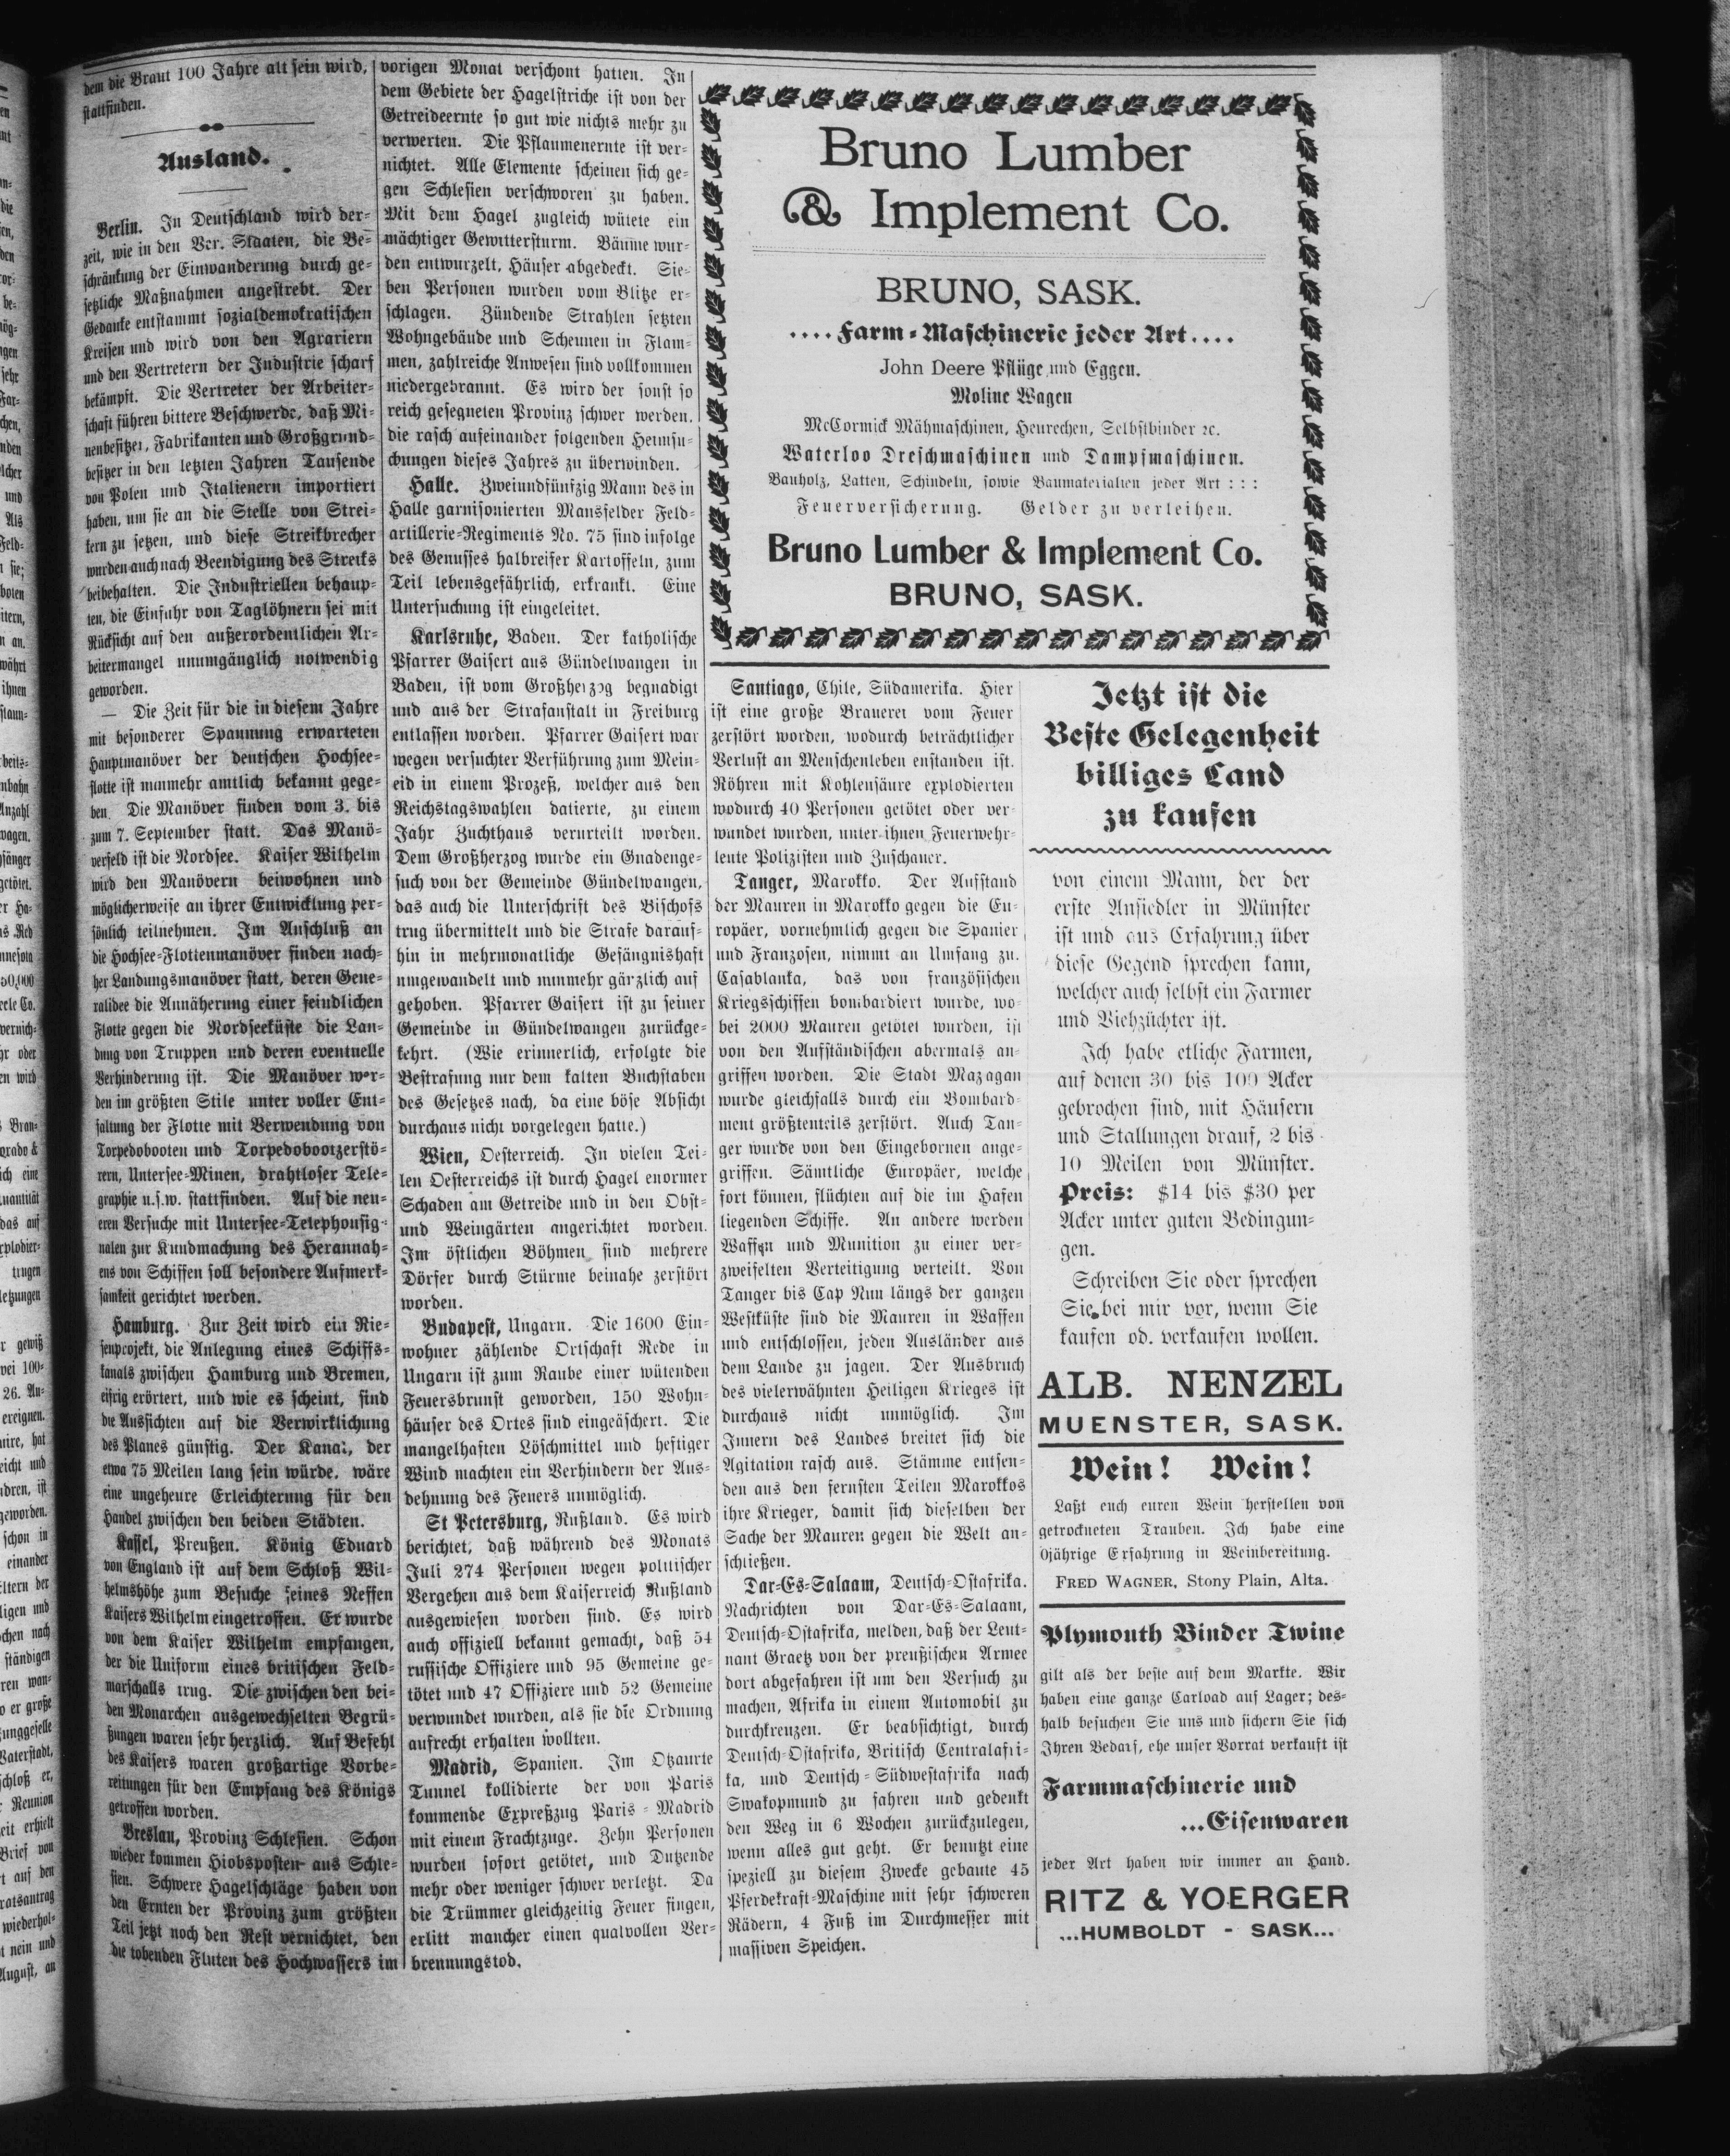 dem die Braut 100 Jahre alt sein wird,
stattfinden.
Ausland.
Berlin. In Deutschland wird der-
zeit, wie in den Ver. Staaten, die Be-
schränkung der Einwanderung durch ge-
setzliche Maßnahmen angestrebt. Der
Gedanke entstammt sozialdemokratischen
Kreisen und wird von den Agrariern
und den Vertretern der Industrie scharf
bekämpft. Die Vertreter der Arbeiter-
schaft führen bittere Beschwerde, daß Mi-
nenbesitzer, Fabrikanten und Großgrund-
besitzer in den letzten Jahren Tausende
von Polen und Italienern importiert
haben, um sie an die Stelle von Strei-
kern zu setzen, und diese Streikbrecher
wurden auch nach Beendigung des Streiks
beibehalten. Die Industriellen behaup-
ten, die Einfuhr von Taglöhnern sei mit
Rücksicht auf den außerordentlichen Ar-
beitermangel unumgänglich notwendig
geworden.
— Die Zeit für die in diesem Jahre
mit besonderer Spannung erwarteten
Hauptmanöver der deutschen Hochsee-
flotte ist nunmehr amtlich bekannt gege-
ben. Die Manöver finden vom 3. bis
zum 7. September statt. Das Manö-
verfeld ist die Nordsee. Kaiser Wilhelm
wird den Manövern beiwohnen und
möglicherweise an ihrer Entwicklung per-
sönlich teilnehmen. Im Anschluß an
die Hochsee-Flottenmanöver finden nach-
her Landungsmanöver statt, deren Gene-
ralidee die Annäherung einer feindlichen
Flotte gegen die Nordseeküste die Lan-
dung von Truppen und deren eventuelle
Verhinderung ist. Die Manöver wer-
den im größten Stile unter voller Ent-
faltung der Flotte mit Verwendung von
Torpedobooten und Torpedobootzerstö-
rern, Untersee-Minen, drahtloser Tele-
graphie u.s.w. stattfinden. Auf die neu-
eren Versuche mit Untersee-Telephonsig-
nalen zur Kundmachung des Herannah-
ens von Schiffen soll besondere Aufmerk-
samkeit gerichtet werden.
Hamburg. Zur Zeit wird ein Rie-
senprojekt, die Anlegung eines Schiffs-
kanals zwischen Hamburg und Bremen,
eifrig erörtert, und wie es scheint, sind
die Aussichten auf die Verwirklichung
des Planes günstig. Der Kanal, der
etwa 75 Meilen lang sein würde, wäre
eine ungeheure Erleichterung für den
Handel zwischen den beiden Städten.
Kassel, Preußen. König Eduard
von England ist auf dem Schloß Wil-
helmshöhe zum Besuche seines Neffen
Kaisers Wilhelm eingetroffen. Er wurde
von dem Kaiser Wilhelm empfangen,
der die Uniform eines britischen Feld-
marschalls trug. Die zwischen den bei-
den Monarchen ausgewechselten Begrü-
ßungen waren sehr herzlich. Auf Befehl
des Kaisers waren großartige Vorbe-
reitungen für den Empfang des Königs
getroffen worden.
Breslau, Provinz Schlesien. Schon
wieder kommen Hiobsposten aus Schle-
sien. Schwere Hagelschläge haben von
den Ernten der Provinz zum größten
Teil jetzt noch den Rest vernichtet, den
die tobenden Fluten des Hochwassers im
vorigen Monat verschont hatten. In
dem Gebiete der Hagelstriche ist von der
Getreideernte so gut wie nichts mehr zu
verwerten. Die Pflaumenernte ist ver-
nichtet. Alle Elemente scheinen sich ge-
gen Schlesien verschworen zu haben.
Mit dem Hagel zugleich wütete ein
mächtiger Gewittersturm. Bäume wur-
den entwurzelt, Häuser abgedeckt. Sie-
ben Personen wurden vom Blitze er-
schlagen. Zündende Strahlen setzten
Wohngebäude und Scheunen in Flam-
men, zahlreiche Anwesen sind vollkommen
niedergebrannt. Es wird der sonst so
reich gesegneten Provinz schwer werden,
die rasch aufeinander folgenden Heimsu-
chungen dieses Jahres zu überwinden.
Halle. Zweiundfünfzig Mann des in
Halle garnisonierten Mansfelder Feld-
artillerie-Regiments No. 75 sind infolge
des Genusses halbreifer Kartoffeln, zum
Teil lebensgefährlich, erkrankt. Eine
Untersuchung ist eingeleitet.
Karlsruhe, Baden. Der katholische
Pfarrer Gaisert aus Gündelwangen in
Baden, ist vom Großherzog begnadigt
und aus der Strafanstalt in Freiburg
entlassen worden. Pfarrer Gaisert war
wegen versuchter Verführung zum Mein-
eid in einem Prozeß, welcher aus den
Reichstagswahlen datierte, zu einem
Jahr Zuchthaus verurteilt worden.
Dem Großherzog wurde ein Gnadenge-
such von der Gemeinde Gündelwangen,
das auch die Unterschrift des Bischofs
trug übermittelt und die Strafe darauf-
hin in mehrmonatliche Gefängnishaft
umgewandelt und nunmehr gärzlich auf
gehoben. Pfarrer Gaisert ist zu seiner
Gemeinde in Gündelwangen zurückge-
kehrt. (Wie erinnerlich, erfolgte die
Bestrafung nur dem kalten Buchstaben
des Gesetzes nach, da eine böse Absicht
durchaus nicht vorgelegen hatte.)
Wien, Oesterreich. In vielen Tei-
len Oesterreichs ist durch Hagel enormer
Schaden am Getreide und in den Obst-
und Weingärten angerichtet worden.
Im östlichen Böhmen sind mehrere
Dörfer durch Stürme beinahe zerstört
worden.
Budapest, Ungarn. Die 1600 Ein-
wohner zählende Ortschaft Rede in
Ungarn ist zum Raube einer wütenden
Feuersbrunst geworden, 150 Wohn-
häuser des Ortes sind eingeäschert. Die
mangelhaften Löschmittel und heftiger
Wind machten ein Verhindern der Aus-
dehnung des Feuers unmöglich.
St Petersburg, Rußland. Es wird
berichtet, daß während des Monats
Juli 274 Personen wegen politischer
Vergehen aus dem Kaiserreich Rußland
ausgewiesen worden sind. Es wird
auch offiziell bekannt gemacht, daß 54
russische Offiziere und 95 Gemeine ge-
tötet und 47 Offiziere und 52 Gemeine
verwundet wurden, als sie die Ordnung
aufrecht erhalten wollten.
Madrid, Spanien. Im Otzaurte
Tunnel kollidierte der von Paris
kommende Expreßzug Paris - Madrid
mit einem Frachtzuge. Zehn Personen
wurden sofort getötet, und Dutzende
mehr oder weniger schwer verletzt. Da
die Trümmer gleichzeitig Feuer fingen,
erlitt mancher einen qualvollen Ver-
brennungstod.
Bruno Lumber
& Implement Co.
BRUNO, SASK.
....Farm-Maschinerie jeder Art....
John Deere Pflüge und Eggen.
Moline Wagen
McCormick Mähmaschinen, Heurechen, Selbstbinder ꝛc.
Waterloo Dreschmaschinen und Dampfmaschinen.
Bauholz, Latten, Schindeln, sowie Baumaterialien jeder Art : : :
Feuerversicherung. Gelder zu verleihen.
Bruno Lumber & Implement Co.
BRUNO, SASK.
Santiago, Chile, Südamerika. Hier
ist eine große Brauerei vom Feuer
zerstört worden, wodurch beträchtlicher
Verlust an Menschenleben enstanden ist.
Röhren mit Kohlensäure explodierten
wodurch 40 Personen getötet oder ver-
wundet wurden, unter ihnen Feuerwehr-
leute Polizisten und Zuschauer.
Tanger, Marokko. Der Aufstand
der Mauren in Marokko gegen die Eu-
ropäer, vornehmlich gegen die Spanier
und Franzosen, nimmt an Umfang zu.
Casablanka, das von französischen
Kriegsschiffen bombardiert wurde, wo-
bei 2000 Mauren getötet wurden, ist
von den Aufständischen abermals an-
griffen worden. Die Stadt Mazagan
wurde gleichfalls durch ein Bombard-
ment größtenteils zerstört. Auch Tan-
ger wurde von den Eingebornen ange-
griffen. Sämtliche Europäer, welche
fort können, flüchten auf die im Hafen
liegenden Schiffe. An andere werden
Waffen und Munition zu einer ver-
zweifelten Verteitigung verteilt. Von
Tanger bis Cap Nun längs der ganzen
Westküste sind die Mauren in Waffen
und entschlossen, jeden Ausländer aus
dem Lande zu jagen. Der Ausbruch
des vielerwähnten Heiligen Krieges ist
durchaus nicht unmöglich. Im
Innern des Landes breitet sich die
Agitation rasch aus. Stämme entsen-
den aus den fernsten Teilen Marokkos
ihre Krieger, damit sich dieselben der
Sache der Mauren gegen die Welt an-
schließen.
Dar-Es-Salaam, Deutsch-Ostafrika.
Nachrichten von Dar-Es-Salaam,
Deutsch-Ostafrika, melden, daß der Leut-
nant Graetz von der preußischen Armee
dort abgefahren ist um den Versuch zu
machen, Afrika in einem Automobil zu
durchkreuzen. Er beabsichtigt, durch
Deutsch-Ostafrika, Britisch Centralafri-
ka, und Deutsch-Südwestafrika nach
Swakopmund zu fahren und gedenkt
den Weg in 6 Wochen zurückzulegen,
wenn alles gut geht. Er benutzt eine
speziell zu diesem Zwecke gebaute 45
Pferdekraft-Maschine mit sehr schweren
Rädern, 4 Fuß im Durchmesser mit
massiven Speichen.
Jetzt ist die
Beste Gelegenheit
billiges Land
zu kaufen
von einem Mann, der der
erste Ansiedler in Münster
ist und aus Erfahrung über
diese Gegend sprechen kann,
welcher auch selbst ein Farmer
und Viehzüchter ist.
Ich habe etliche Farmen,
auf denen 30 bis 100 Acker
gebrochen sind, mit Häusern
und Stallungen drauf, 2 bis
10 Meilen von Münster.
Preis: $14 bis $30 per
Acker unter guten Bedingun-
gen.
Schreiben Sie oder sprechen
Sie bei mir vor, wenn Sie
kaufen od. verkaufen wollen.
ALB. NENZEL
MUENSTER, SASK.
Wein! Wein!
Laßt euch euren Wein herstellen von
getrockneten Trauben. Ich habe eine
0jährige Erfahrung in Weinbereitung.
FRED WAGNER, Stony Plain, Alta.
Plymouth Binder Twine
gilt als der beste auf dem Markte. Wir
haben eine ganze Carload auf Lager; des-
halb besuchen Sie uns und sichern Sie sich
Ihren Bedarf, ehe unser Vorrat verkauft ist
Farmmaschinerie und
...Eisenwaren
jeder Art haben wir immer an Hand.
RITZ & YOERGER
...HUMBOLDT - SASK...